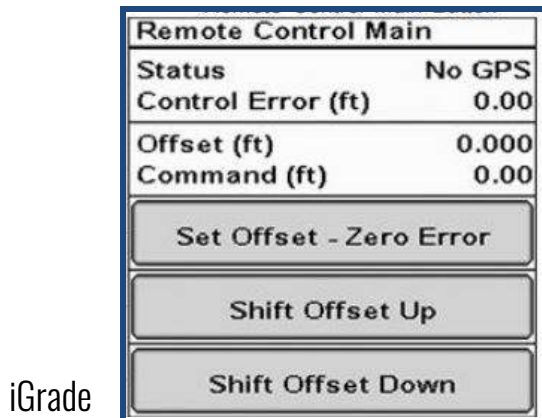 Remote Control Main
Status No GPS
Control Error (ft) 0.00
Offset (ft) 0.000
Command (ft) 0.00
Set Offset - Zero Error
Shift Offset Up
Shift Offset Down
iGrade